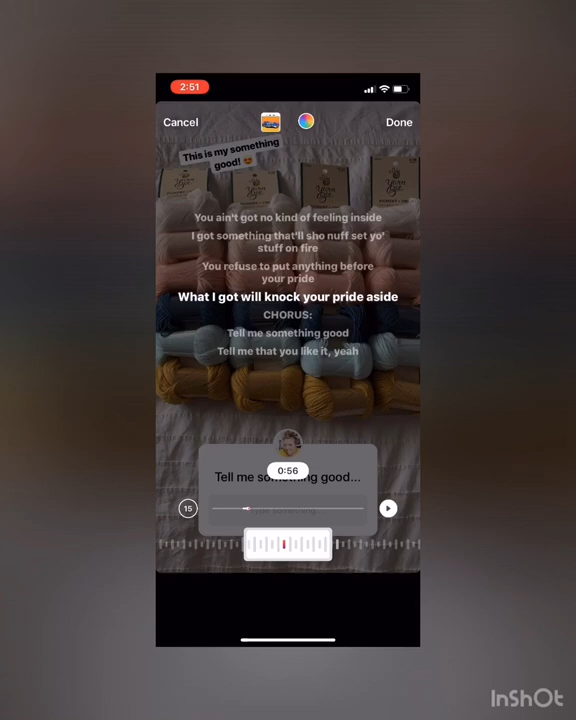 2:51
Cancel
Done
This is my something
good! 😍
You ain't got no kind of feeling inside
I got something that'll sho nuff set yo'
stuff on fire
You refuse to put anything before
your pride
What I got will knock your pride aside
CHORUS:
Tell me something good
Tell me that you like it, yeah
0:56
Tell me something good...
15
InShOt